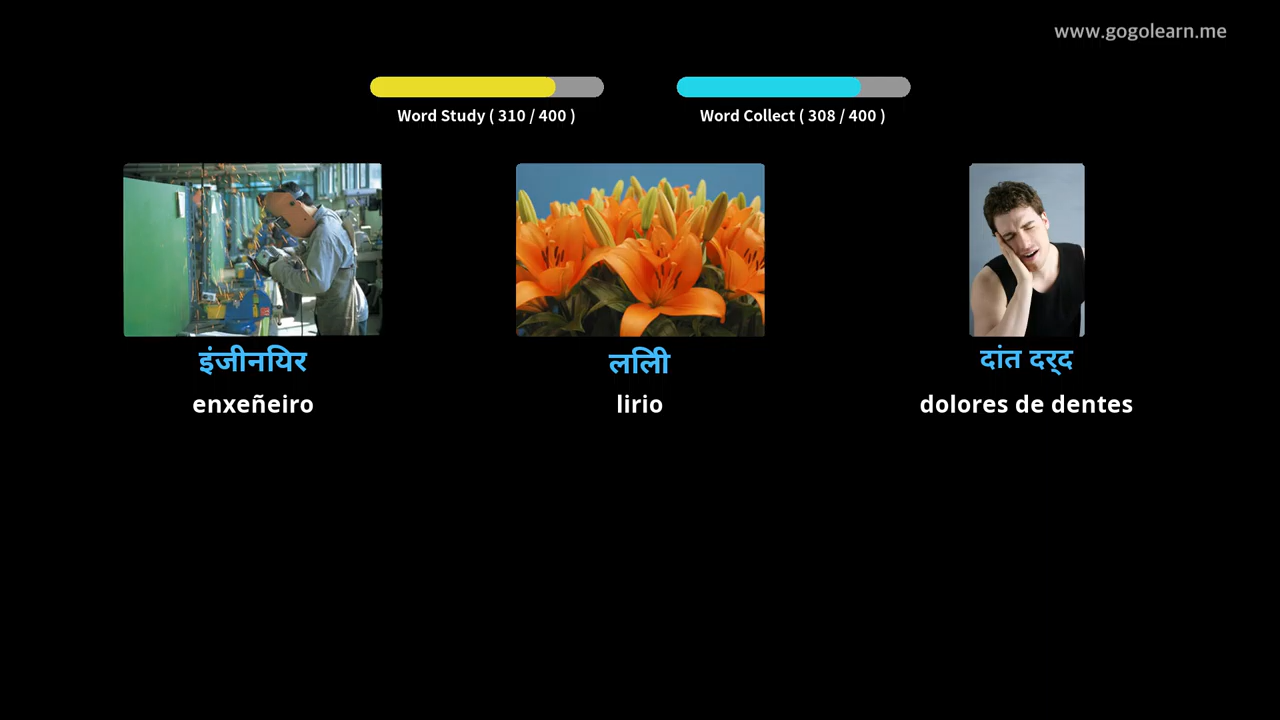 www.gogolearn.me
Word Study ( 310 / 400 )
Word Collect ( 308 / 400 )
इंजीनियर
लिली
दांत दर्द
enxeñeiro
lirio
dolores de dentes